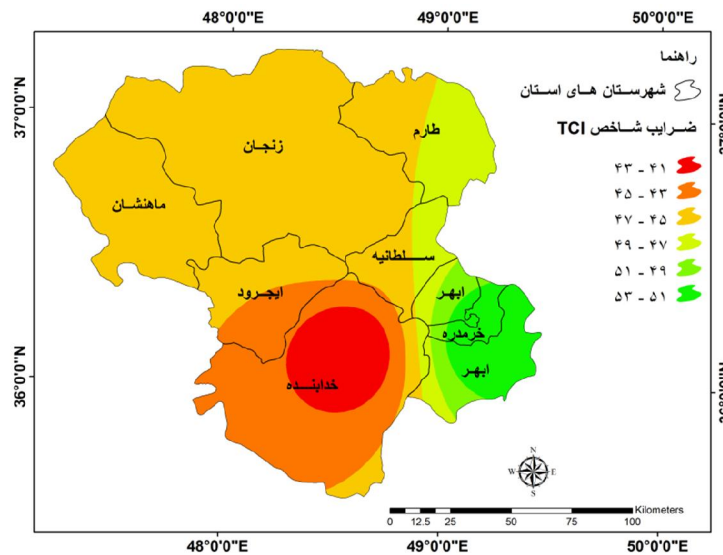 48°0'0"E 49°0'0"E 50°0'0"E
37°0'0"N
36°0'0"N
راهنما
شهرستان های استان
ضرایب شاخص TCI
۴۳ - ۴۱
۴۵ - ۴۳
۴۷ - ۴۵
۴۹ - ۴۷
۵۱ - ۴۹
۵۳ - ۵۱
طارم
زنجان
ماهنشان
سلطانیه
ایجرود
ابهر
خرمدره
ابهر
خدابنده
N
W E
S
Kilometers
0 12.5 25 50 75 100
48°0'0"E 49°0'0"E 50°0'0"E